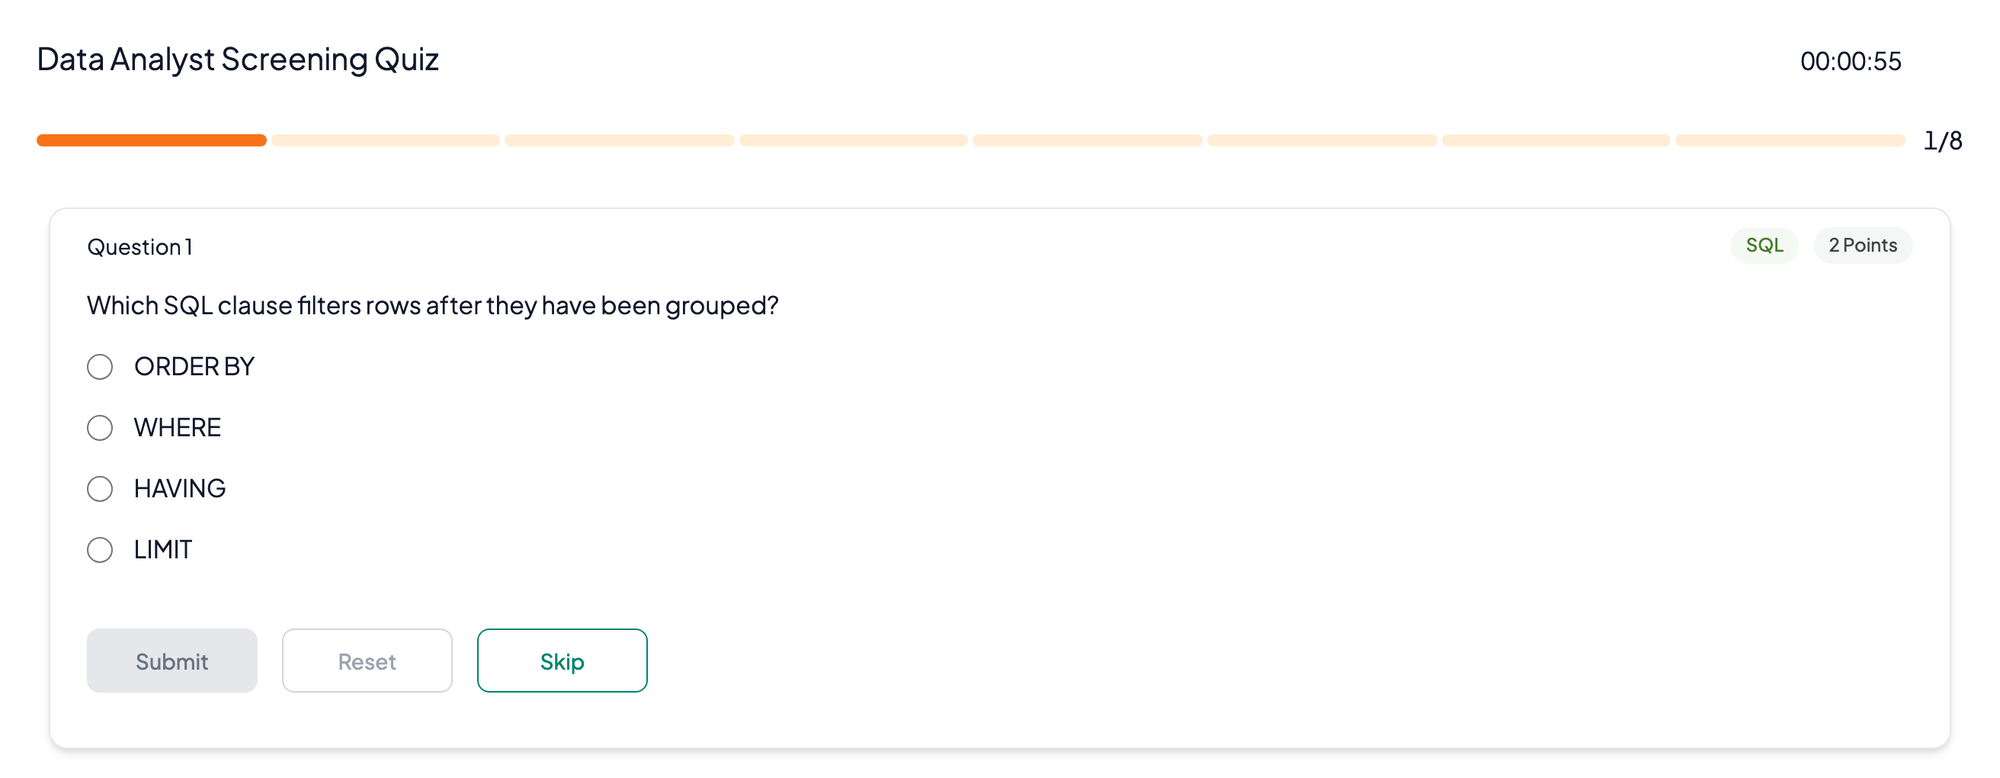 Data Analyst Screening Quiz
00:00:55
1/8
Question 1
SQL
2 Points
Which SQL clause filters rows after they have been grouped?
ORDER BY
WHERE
HAVING
LIMIT
Submit
Reset
Skip